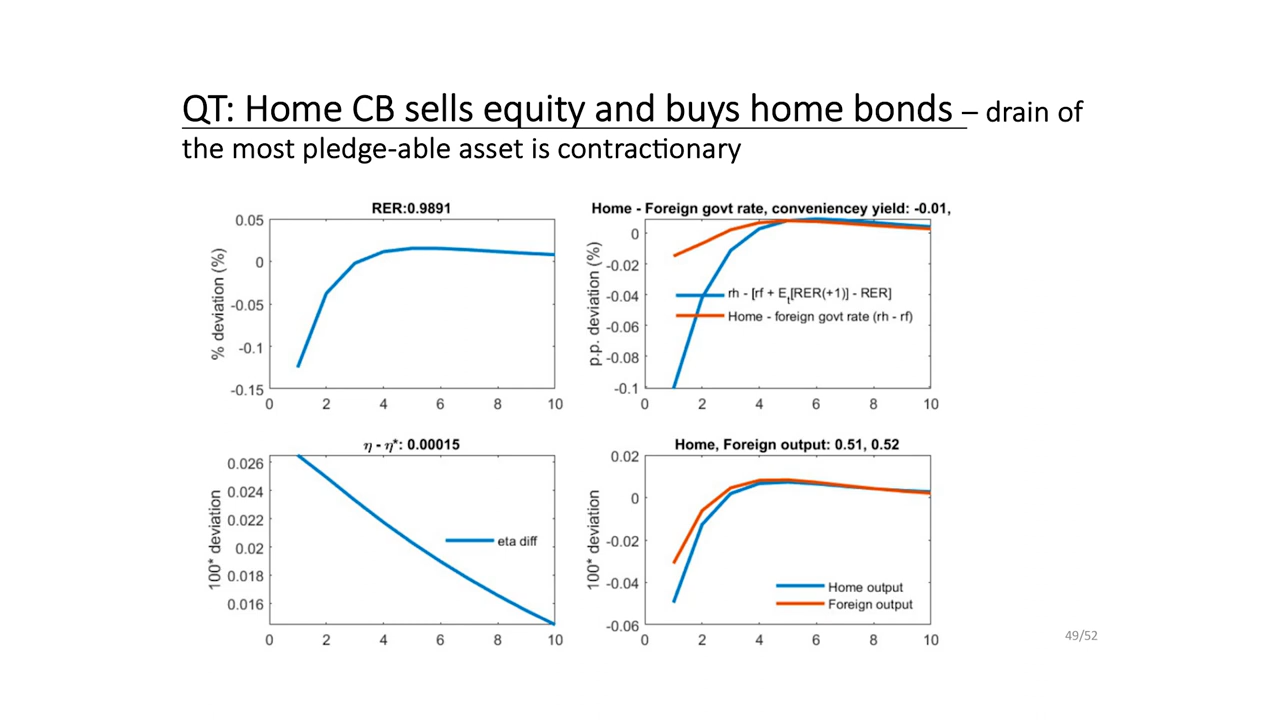 QT: Home CB sells equity and buys home bonds – drain of
the most pledge-able asset is contractionary
RER:0.9891
% deviation (%)
0.05
0
-0.05
-0.1
-0.15
0 2 4 6 8 10
Home - Foreign govt rate, conveniencey yield: -0.01,
p.p. deviation (%)
0
-0.02
-0.04
-0.06
-0.08
-0.1
rh - [rf + Et[RER(+1)] - RER]
Home - foreign govt rate (rh - rf)
0 2 4 6 8 10
η - η*: 0.00015
100* deviation
0.026
0.024
0.022
0.02
0.018
0.016
eta diff
0 2 4 6 8 10
Home, Foreign output: 0.51, 0.52
100* deviation
0.02
0
-0.02
-0.04
-0.06
Home output
Foreign output
0 2 4 6 8 10
49/52